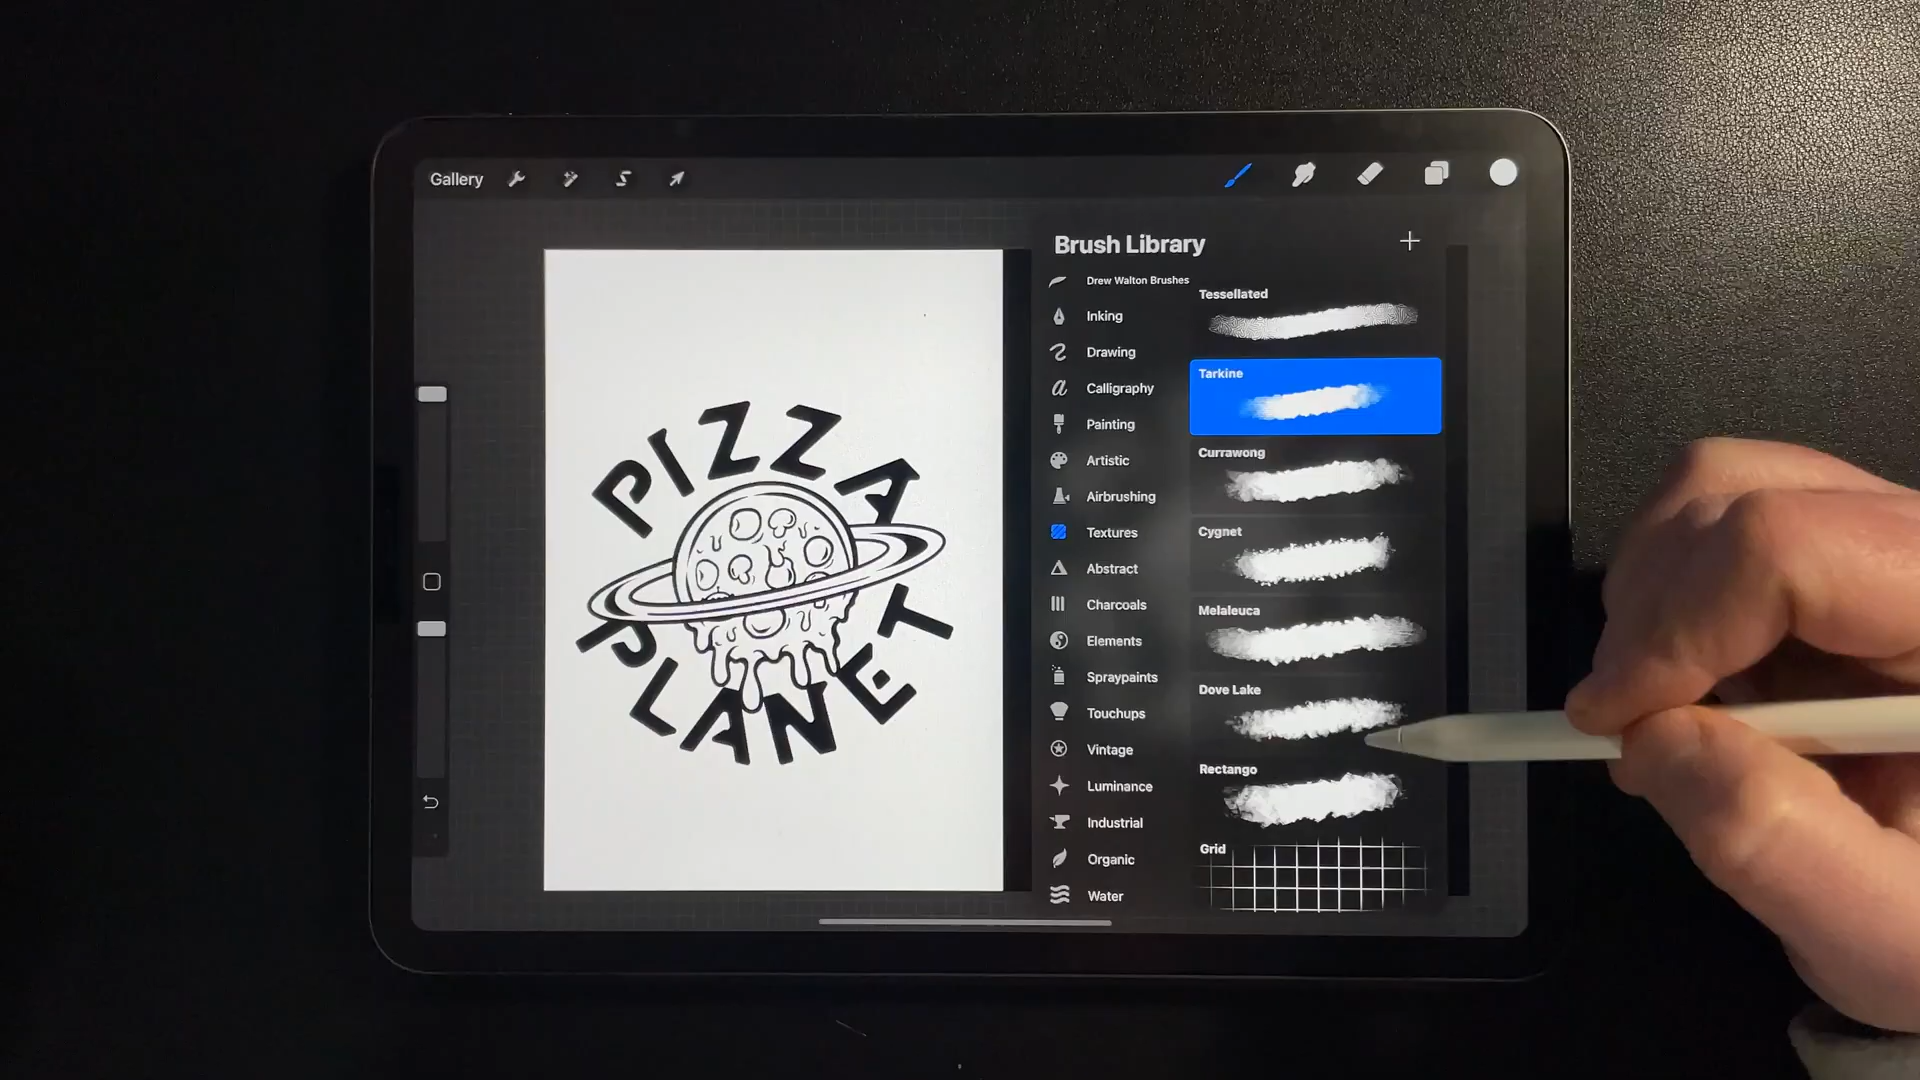 Gallery
PIZZA
PLANET
Brush Library
Drew Walton Brushes
Inking
Drawing
Calligraphy
Painting
Artistic
Airbrushing
Textures
Abstract
Charcoals
Elements
Spraypaints
Touchups
Vintage
Luminance
Industrial
Organic
Water
Tessellated
Tarkine
Currawong
Cygnet
Melaleuca
Dove Lake
Rectango
Grid